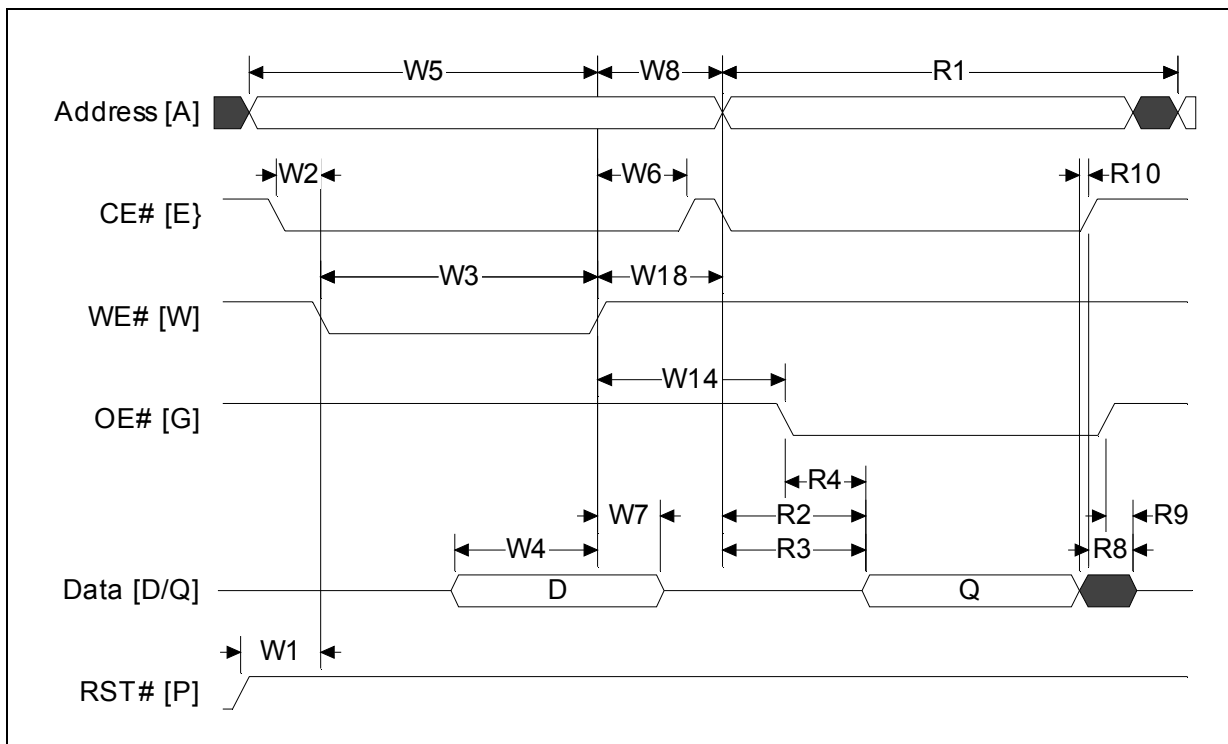 W5 W8 R1
Address [A]
W2 W6 R10
CE# [E}
W3 W18
WE# [W]
W14
OE# [G]
R4
W7 R2 R9
W4 R3 R8
Data [D/Q] D Q
W1
RST# [P]